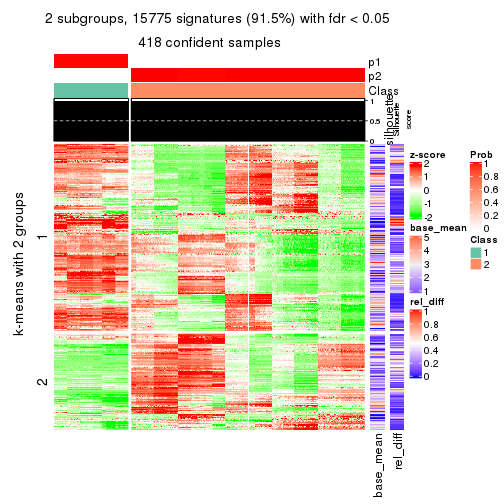 2 subgroups, 15775 signatures (91.5%) with fdr < 0.05
418 confident samples
p1
p2
Class
silhouette
Silhouette
score
1
0.5
0
k-means with 2 groups
1
2
base_mean
rel_diff
z-score
2
1
0
-1
-2
base_mean
5
4
3
2
1
rel_diff
1
0.8
0.6
0.4
0.2
0
Prob
1
0.8
0.6
0.4
0.2
0
Class
1
2